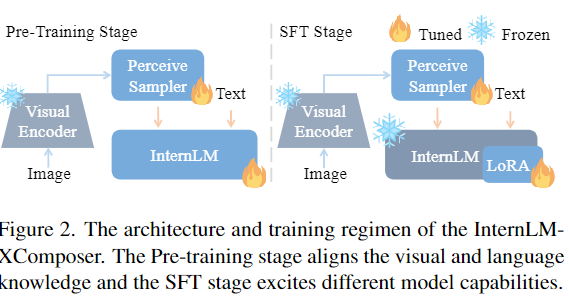 Pre-Training Stage
SFT Stage
Tuned
Frozen
Perceive
Sampler
Text
Visual
Encoder
InternLM
Image
Perceive
Sampler
Text
Visual
Encoder
InternLM
LoRA
Image
Figure 2. The architecture and training regimen of the InternLM-
XComposer. The Pre-training stage aligns the visual and language
knowledge and the SFT stage excites different model capabilities.